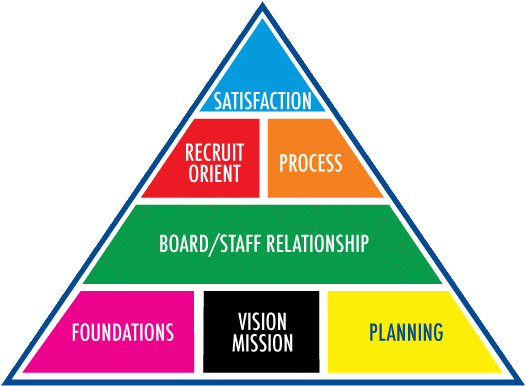 SATISFACTION
RECRUIT
ORIENT
PROCESS
BOARD/STAFF RELATIONSHIP
FOUNDATIONS
VISION
MISSION
PLANNING